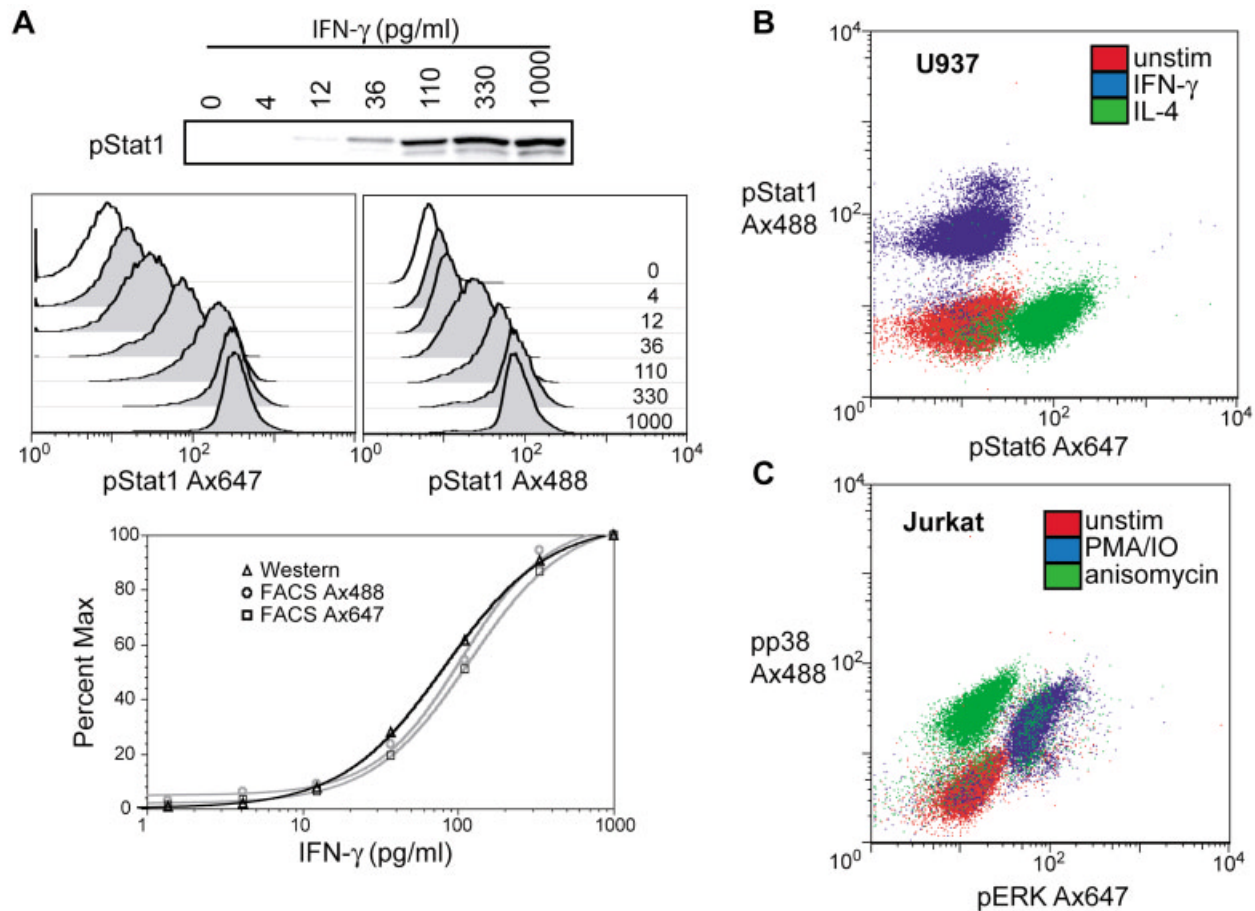 A
IFN-γ (pg/ml)
0 4 12 36 110 330 1000
pStat1
0
4
12
36
110
330
1000
10^0 10^2 10^0 10^2 10^4
pStat1 Ax647 pStat1 Ax488
100
80
60
40
20
0
Percent Max
Western
FACS Ax488
FACS Ax647
1 10 100 1000
IFN-γ (pg/ml)
B
10^4
U937
unstim
IFN-γ
IL-4
pStat1
Ax488
10^2
10^0
10^0 10^2 10^4
pStat6 Ax647
C
10^4
Jurkat
unstim
PMA/IO
anisomycin
pp38
Ax488
10^2
10^0
10^0 10^2 10^4
pERK Ax647